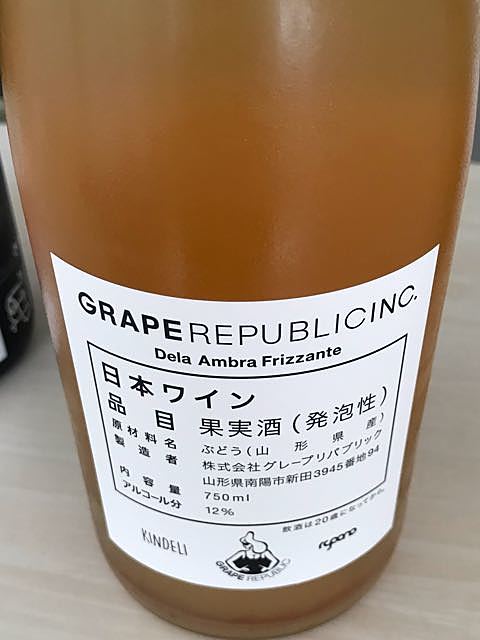 GRAPEREPUBLICINC.
Dela Ambra Frizzante
日本ワイン
品目 果実酒(発泡性)
原材料名 ぶどう(山形県産)
製造者 株式会社グレープリパブリック
山形県南陽市新田3945番地94
内容量 750ml
アルコール分 12%
飲酒は20歳になってから。
KINDELI
GRAPE REPUBLIC